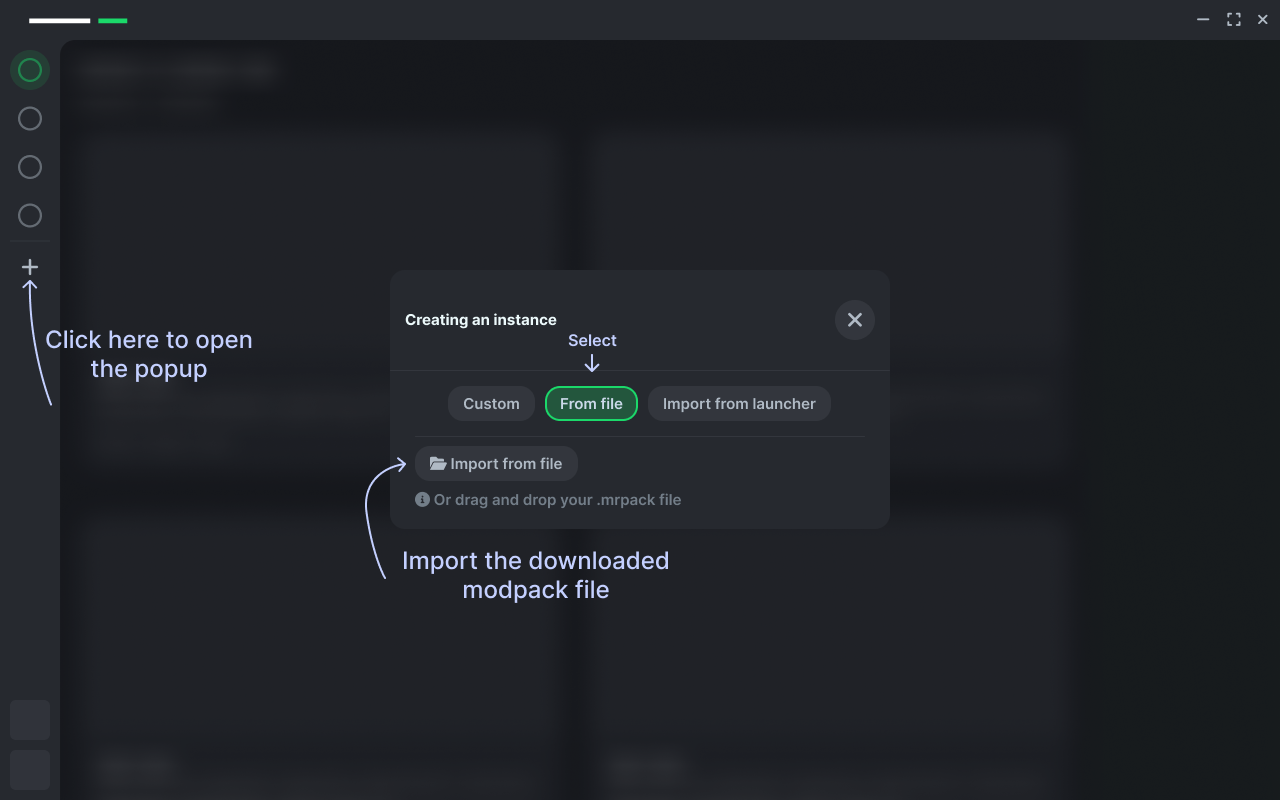 Click here to open
the popup
Creating an instance
Select
Custom
From file
Import from launcher
Import from file
Or drag and drop your .mrpack file
Import the downloaded
modpack file